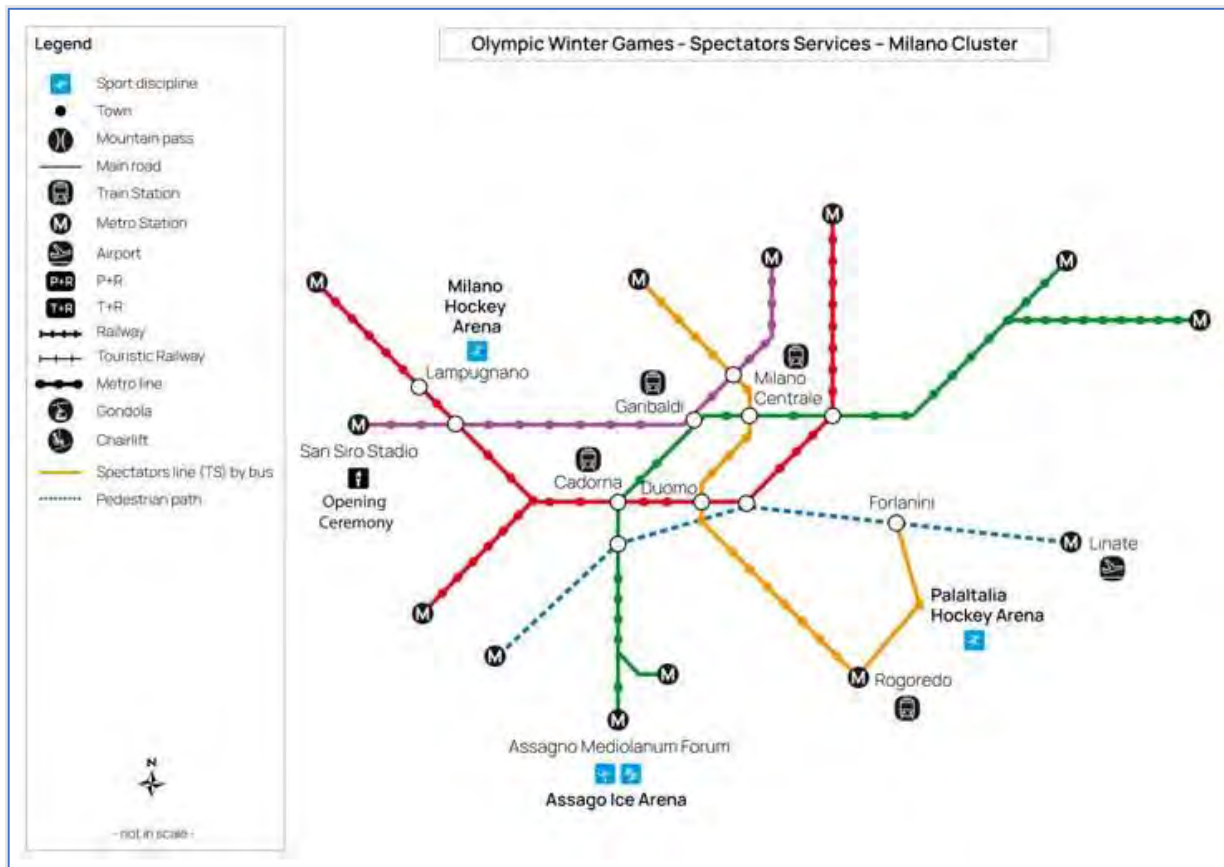 Olympic Winter Games - Spectators Services – Milano Cluster
Legend
Sport discipline
Town
Mountain pass
Main road
Train Station
M
Metro Station
Airport
P+R
P+R
T+R
T+R
Railway
Touristic Railway
Metro line
Gondola
Chairlift
Spectators line (TS) by bus
Pedestrian path
N
- not in scale -
M
M
M
M
M
M
Milano
Hockey
Arena
Lampugnano
Milano
Centrale
Garibaldi
M
San Siro Stadio
Opening
Ceremony
Cadorna
Duomo
Forlanini
M
Linate
PalaItalia
Hockey Arena
M
M
M
M
Rogoredo
M
Assagno Mediolanum Forum
Assago Ice Arena